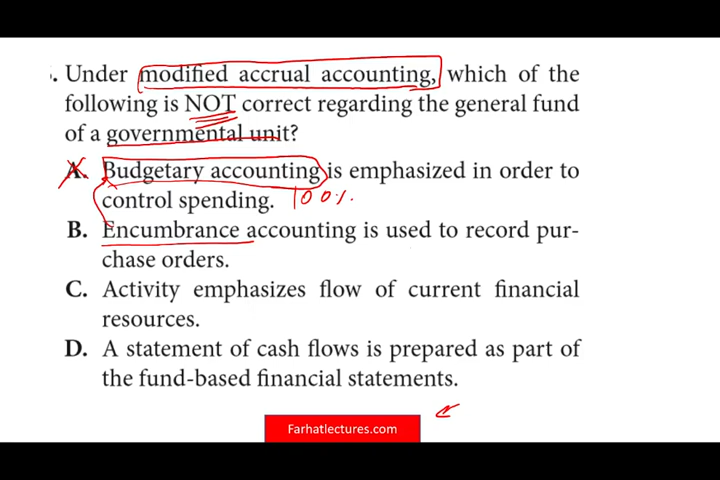 . Under modified accrual accounting, which of the
following is NOT correct regarding the general fund
of a governmental unit?
A. Budgetary accounting is emphasized in order to
control spending. 100%.
B. Encumbrance accounting is used to record pur-
chase orders.
C. Activity emphasizes flow of current financial
resources.
D. A statement of cash flows is prepared as part of
the fund-based financial statements.
Farhatlectures.com